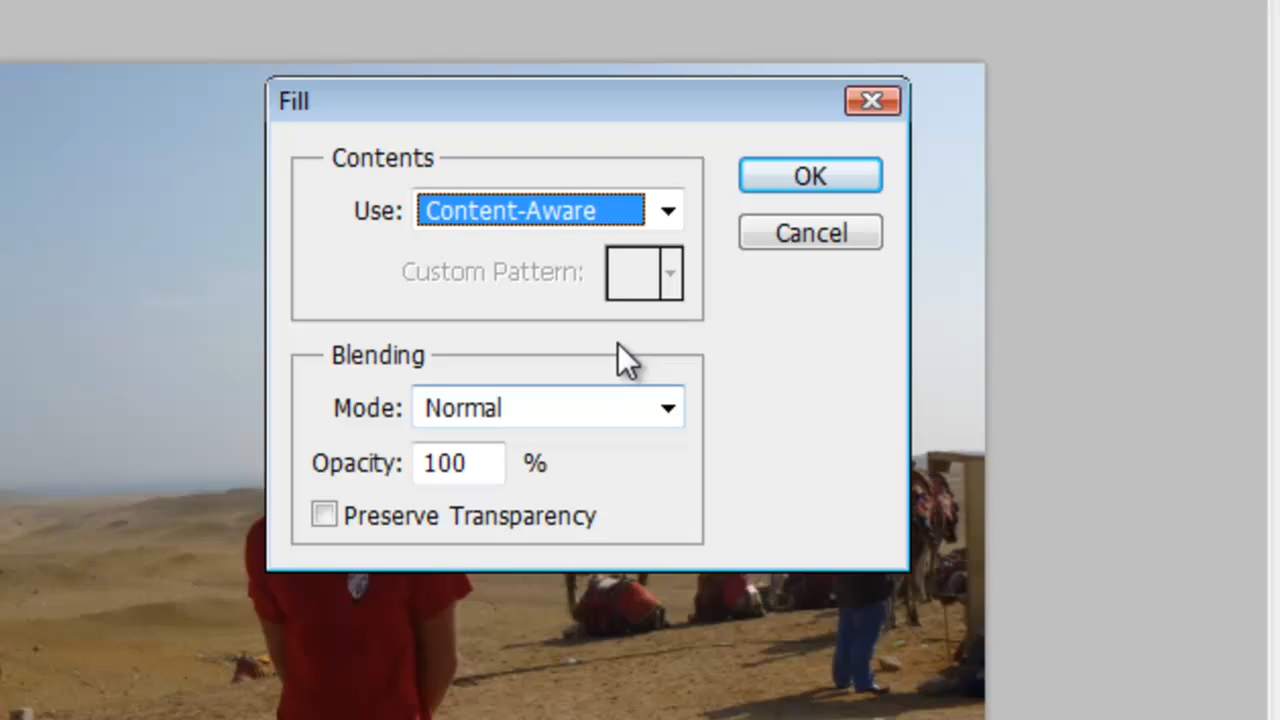 Fill
Contents
OK
Use: Content-Aware
Cancel
Custom Pattern:
Blending
Mode: Normal
Opacity: 100 %
Preserve Transparency